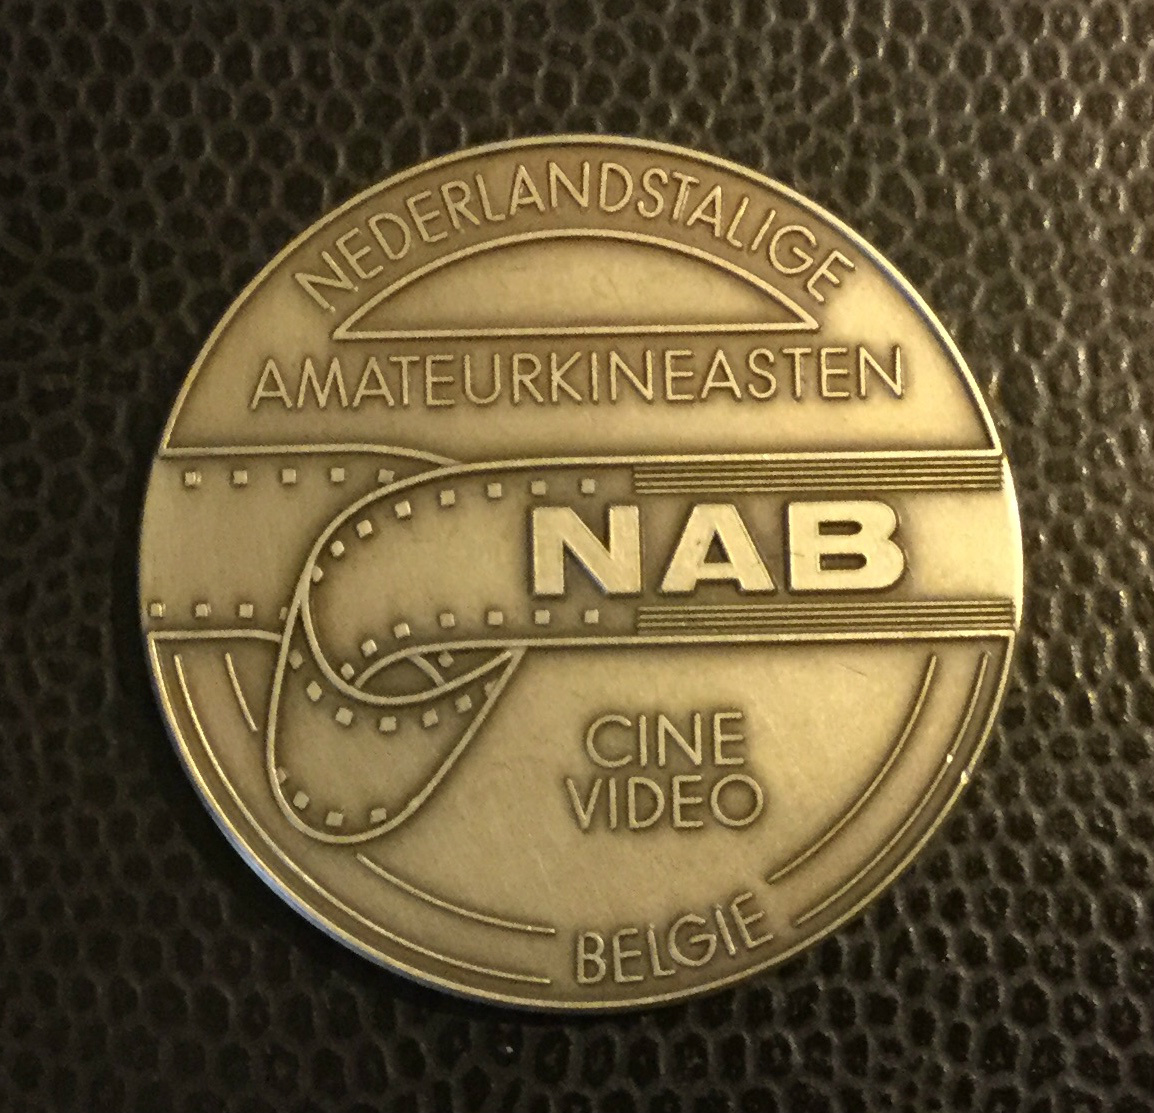 NEDERLANDSTALIGE
AMATEURKINEASTEN
NAB
CINE
VIDEO
BELGIE